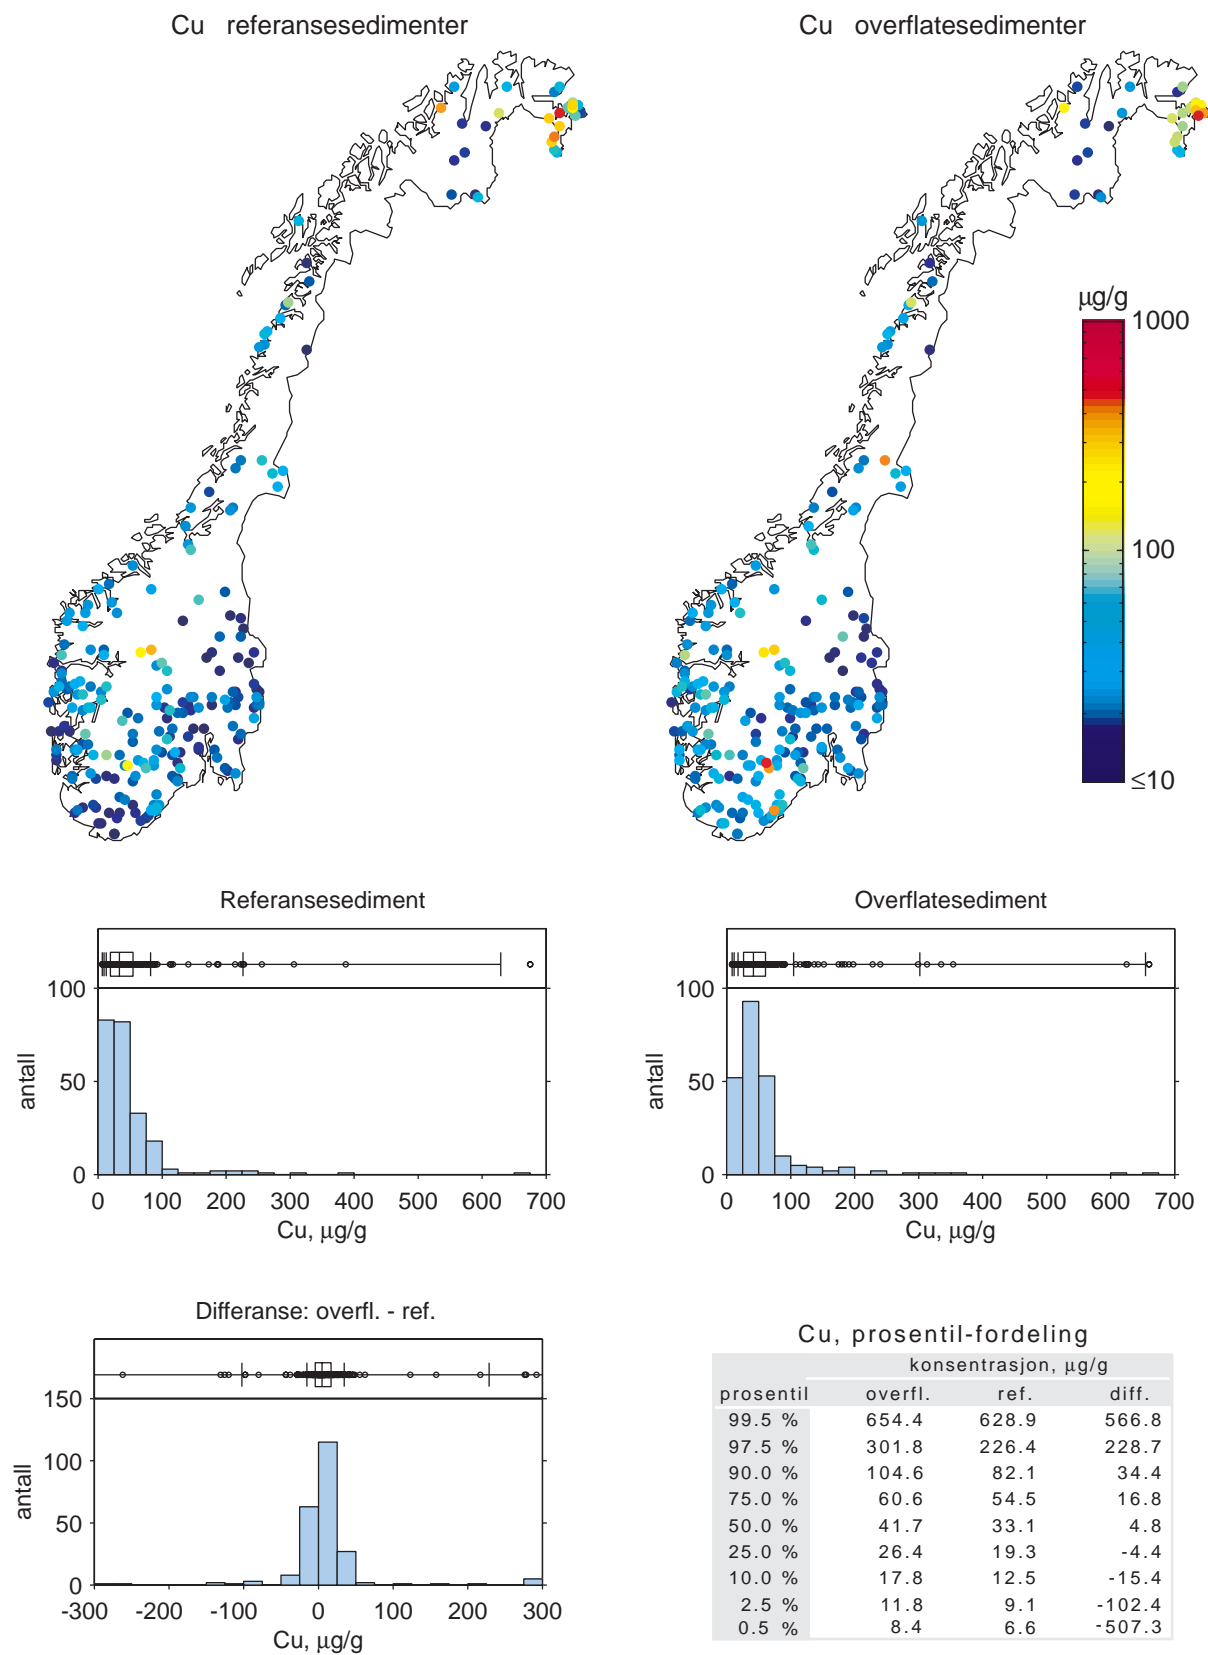 Cu referansesedimenter
Cu overflatesedimenter
µg/g
1000
100
≤10
Referansesediment
100
50
0
antall
0 100 200 300 400 500 600 700
Cu, µg/g
Overflatesediment
100
50
0
antall
0 100 200 300 400 500 600 700
Cu, µg/g
Differanse: overfl. - ref.
150
100
50
0
antall
-300 -200 -100 0 100 200 300
Cu, µg/g
Cu, prosentil-fordeling
konsentrasjon, µg/g
prosentil overfl. ref. diff.
99.5 % 654.4 628.9 566.8
97.5 % 301.8 226.4 228.7
90.0 % 104.6 82.1 34.4
75.0 % 60.6 54.5 16.8
50.0 % 41.7 33.1 4.8
25.0 % 26.4 19.3 -4.4
10.0 % 17.8 12.5 -15.4
2.5 % 11.8 9.1 -102.4
0.5 % 8.4 6.6 -507.3